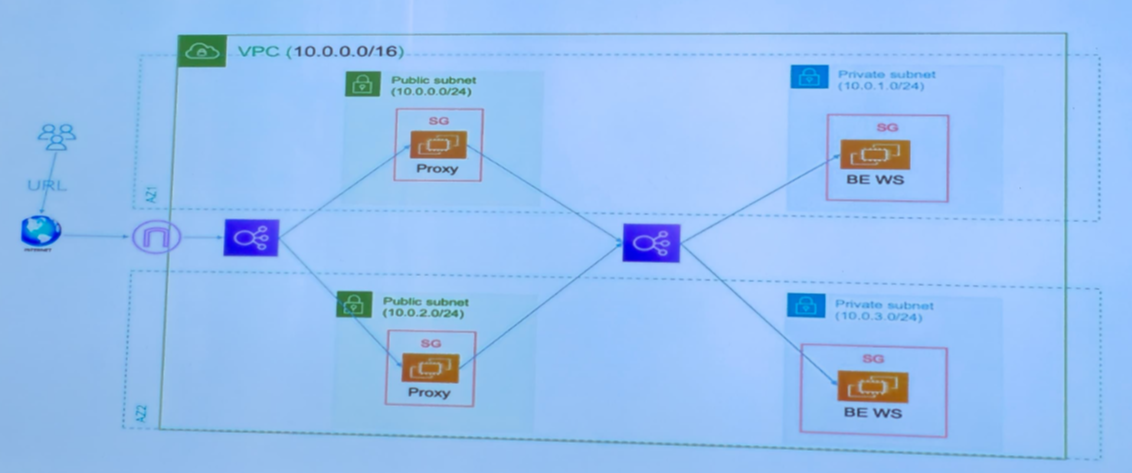 VPC (10.0.0.0/16)
Public subnet
(10.0.0.0/24)
SG
Proxy
Private subnet
(10.0.1.0/24)
SG
BE WS
URL
AZ1
INTERNET
Public subnet
(10.0.2.0/24)
SG
Proxy
Private subnet
(10.0.3.0/24)
SG
BE WS
AZ2